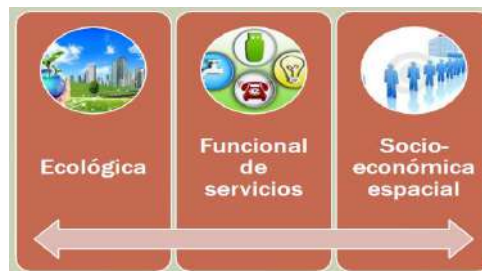 Ecológica
Funcional
de
servicios
Socio-
económica
espacial